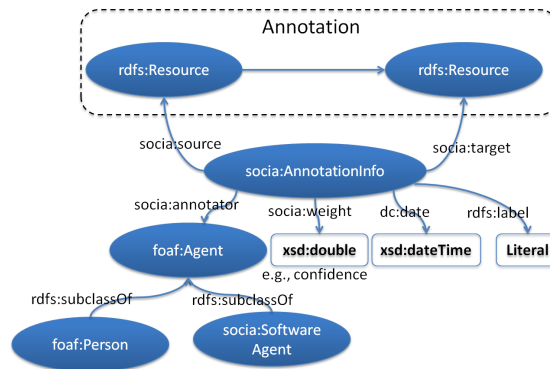 Annotation
rdfs:Resource
rdfs:Resource
socia:source
socia:target
socia:AnnotationInfo
socia:annotator
socia:weight
dc:date
rdfs:label
foaf:Agent
xsd:double
xsd:dateTime
Literal
e.g., confidence
rdfs:subclassOf
rdfs:subclassOf
foaf:Person
socia:Software
Agent